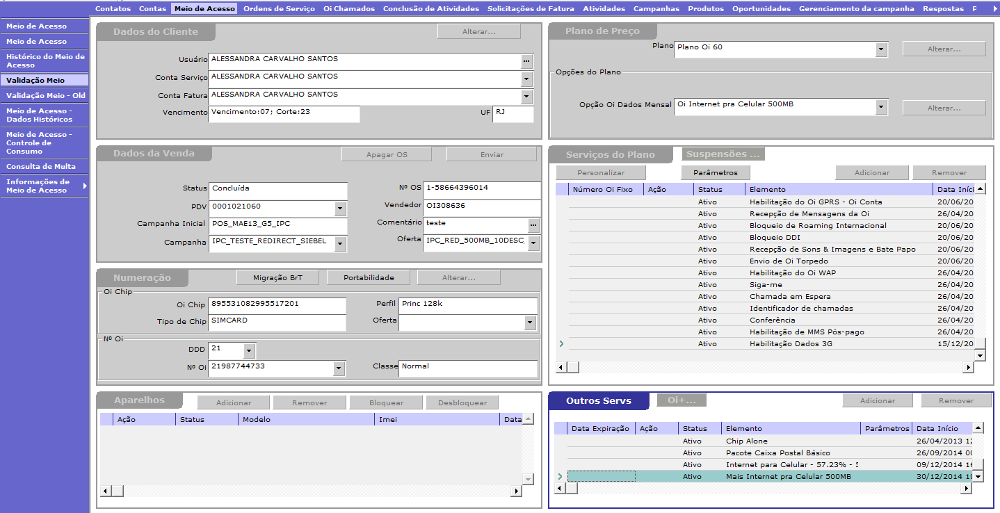 Contatos Contas Meio de Acesso Ordens de Serviço Oi Chamados Conclusão de Atividades Solicitações de Fatura Atividades Campanhas Produtos Oportunidades Gerenciamento da campanha Respostas
Meio de Acesso
Meio de Acesso
Histórico do Meio de
Acesso
Validação Meio
Validação Meio - Old
Meio de Acesso -
Dados Históricos
Meio de Acesso -
Controle de
Consumo
Consulta de Multa
Informações de
Meio de Acesso
Dados do Cliente Alterar...
Usuário ALESSANDRA CARVALHO SANTOS ...
Conta Serviço ALESSANDRA CARVALHO SANTOS
Conta Fatura ALESSANDRA CARVALHO SANTOS
Vencimento Vencimento:07; Corte:23 UF RJ
Plano de Preço
Plano Plano Oi 60 Alterar...
Opções do Plano
Opção Oi Dados Mensal Oi Internet pra Celular 500MB Alterar...
Dados da Venda Apagar OS Enviar
Status Concluída Nº OS 1-58664396014
PDV 0001021060 Vendedor OI308636
Campanha Inicial POS_MAE13_G5_IPC Comentário teste ...
Campanha IPC_TESTE_REDIRECT_SIEBEL Oferta IPC_RED_500MB_10DESC_
Serviços do Plano Suspensões ...
Personalizar Parâmetros Adicionar Remover
Número Oi Fixo Ação Status Elemento Data Iníci
Ativo Habilitação do Oi GPRS - Oi Conta 20/06/20
Ativo Recepção de Mensagens da Oi 26/04/20
Ativo Bloqueio de Roaming Internacional 20/06/20
Ativo Bloqueio DDI 20/06/20
Ativo Recepção de Sons & Imagens e Bate Papo 20/06/20
Ativo Envio de Oi Torpedo 20/06/20
Ativo Habilitação do Oi WAP 26/04/20
Ativo Siga-me 26/04/20
Ativo Chamada em Espera 26/04/20
Ativo Identificador de chamadas 26/04/20
Ativo Conferência 26/04/20
Ativo Habilitação de MMS Pós-pago 26/04/20
Ativo Habilitação Dados 3G 15/12/20
Numeração Migração BrT Portabilidade Alterar...
Oi Chip
Oi Chip 895531082995517201 Perfil Princ 128k
Tipo de Chip SIMCARD Oferta
Nº Oi
DDD 21
Nº Oi 21987744733 Classe Normal
Aparelhos Adicionar Remover Bloquear Desbloquear
Ação Status Modelo Imei Data
Outros Servs Oi+... Adicionar Remover
Data Expiração Ação Status Elemento Parâmetros Data Início
Ativo Chip Alone 26/04/2013 12
Ativo Pacote Caixa Postal Básico 26/09/2014 00
Ativo Internet para Celular - 57.23% - 09/12/2014 16
Ativo Mais Internet pra Celular 500MB 30/12/2014 10